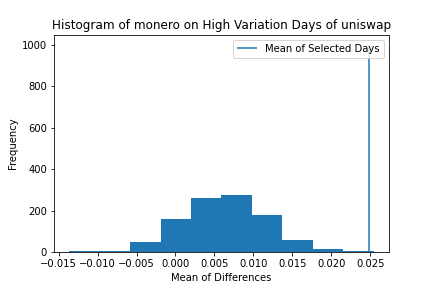 Histogram of monero on High Variation Days of uniswap
Mean of Selected Days
Frequency
1000
800
600
400
200
0
−0.015 −0.010 −0.005 0.000 0.005 0.010 0.015 0.020 0.025
Mean of Differences